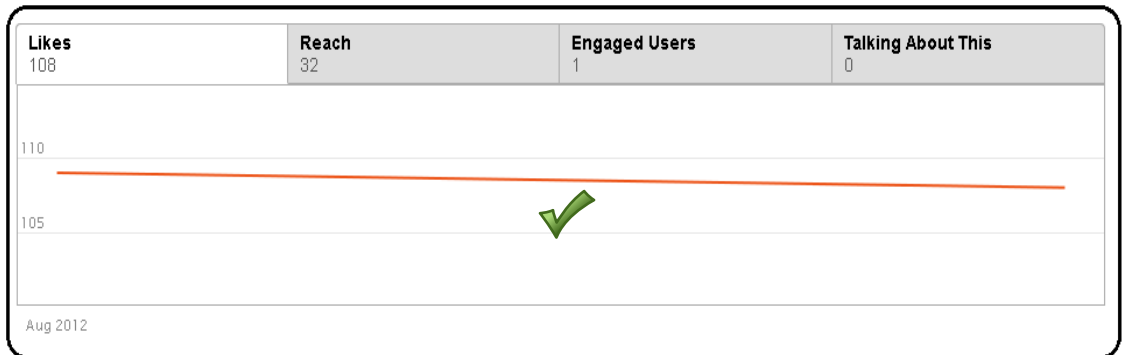 Likes
108
Reach
32
Engaged Users
1
Talking About This
0
110
105
Aug 2012